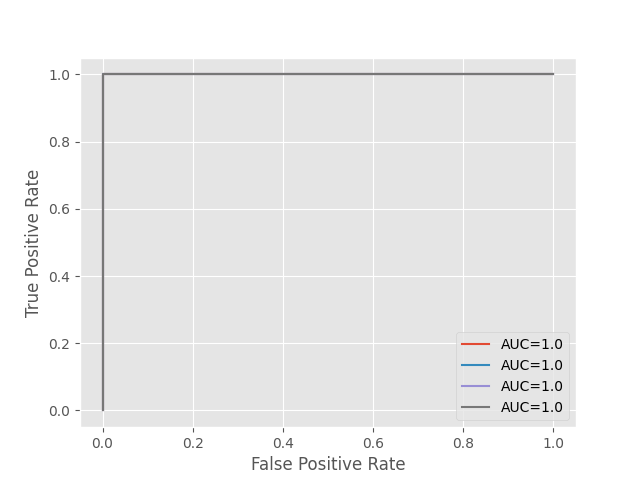 1.0
0.8
0.6
0.4
0.2
0.0
True Positive Rate
AUC=1.0
AUC=1.0
AUC=1.0
AUC=1.0
0.0 0.2 0.4 0.6 0.8 1.0
False Positive Rate